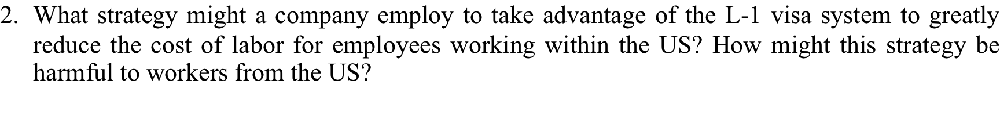 2. What strategy might a company employ to take advantage of the L-1 visa system to greatly
reduce the cost of labor for employees working within the US? How might this strategy be
harmful to workers from the US?